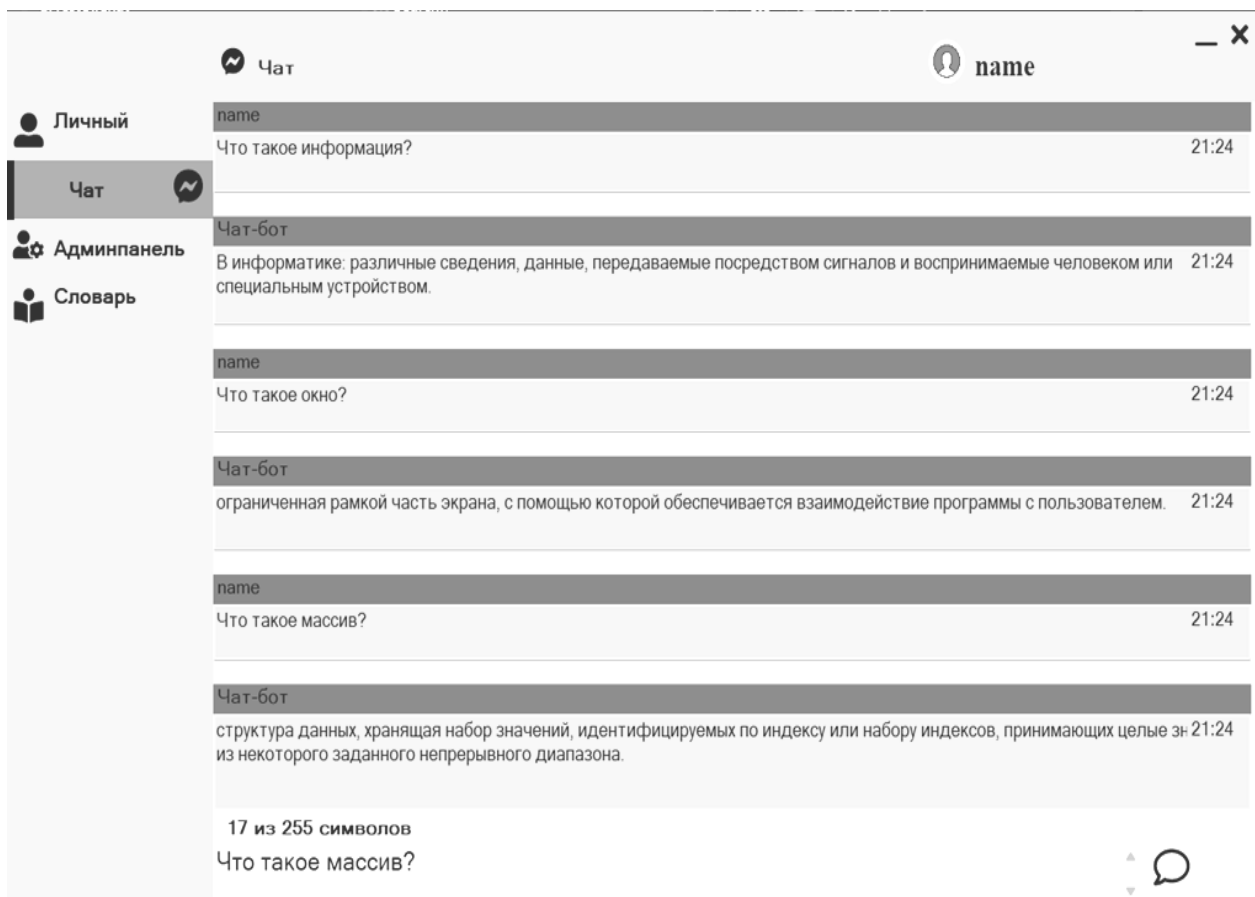 Чат
name
Личный
Чат
Админпанель
Словарь
name
Что такое информация? 21:24
Чат-бот
В информатике: различные сведения, данные, передаваемые посредством сигналов и воспринимаемые человеком или 21:24
специальным устройством.
name
Что такое окно? 21:24
Чат-бот
ограниченная рамкой часть экрана, с помощью которой обеспечивается взаимодействие программы с пользователем. 21:24
name
Что такое массив? 21:24
Чат-бот
структура данных, хранящая набор значений, идентифицируемых по индексу или набору индексов, принимающих целые 21:24
из некоторого заданного непрерывного диапазона.
17 из 255 символов
Что такое массив?